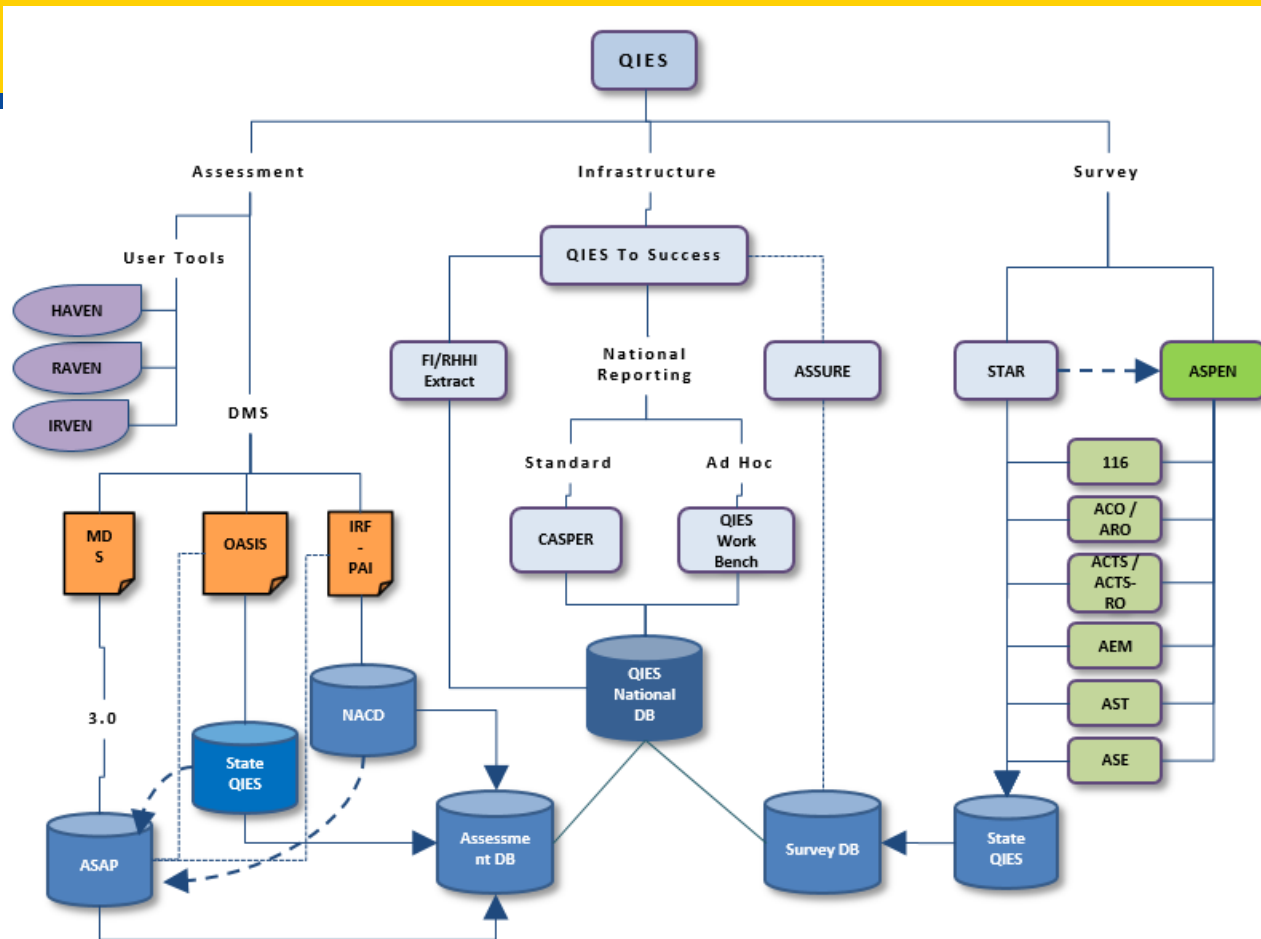 QIES
Assessment
Infrastructure
Survey
User Tools
QIES To Success
HAVEN
RAVEN
IRVEN
FI/RHHI
Extract
National
Reporting
ASSURE
STAR
ASPEN
DMS
Standard
Ad Hoc
116
ACO /
ARO
ACTS /
ACTS-
RO
AEM
AST
ASE
MD
S
OASIS
IRF
-
PAI
CASPER
QIES
Work
Bench
3.0
NACD
QIES
National
DB
State
QIES
ASAP
Assessme
nt DB
Survey DB
State
QIES